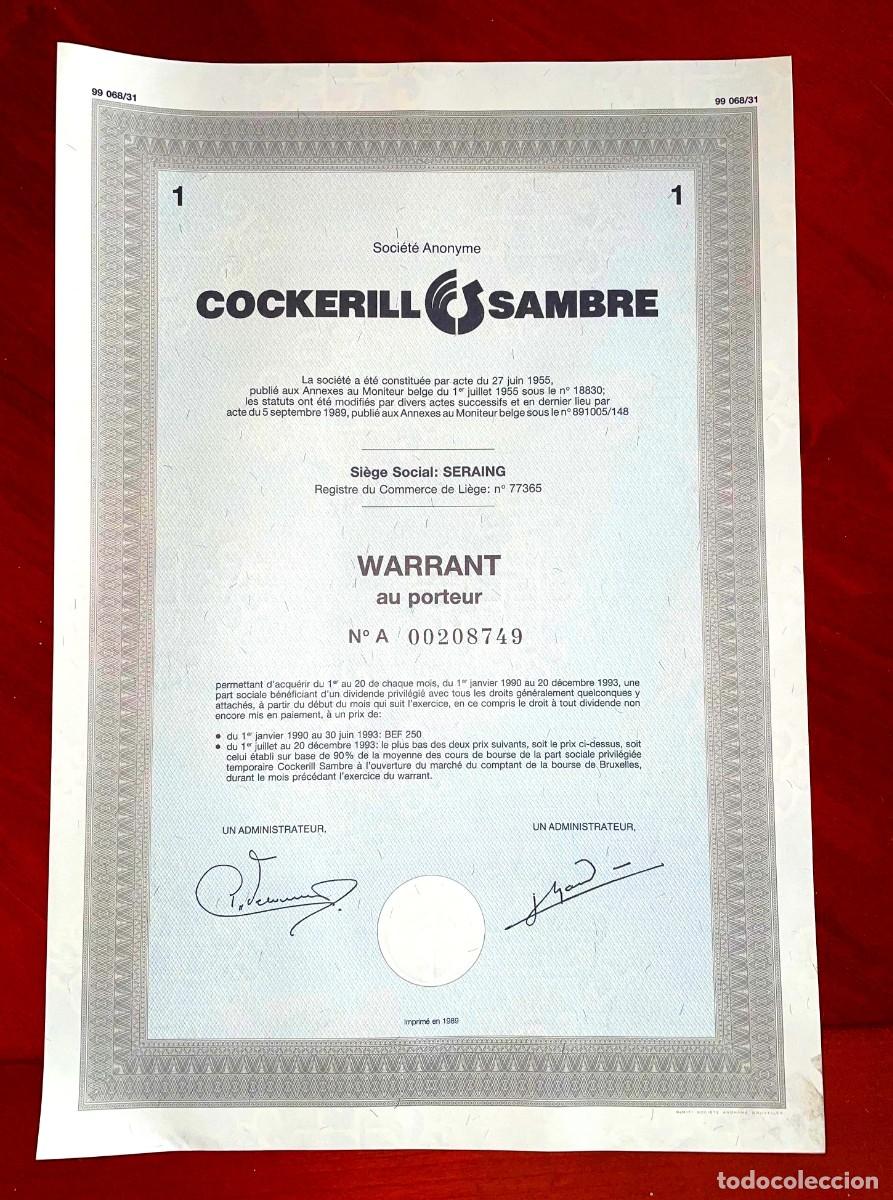 99 068/31
99 068/31
1
1
Société Anonyme
COCKERILL SAMBRE
La société a été constituée par acte du 27 juin 1955,
publié aux Annexes au Moniteur belge du 1er juillet 1955 sous le n° 18830;
les statuts ont été modifiés par divers actes successifs et en dernier lieu par
acte du 5 septembre 1989, publié aux Annexes au Moniteur belge sous le n° 891005/148
Siège Social: SERAING
Registre du Commerce de Liège: n° 77365
WARRANT
au porteur
N° A 00208749
permettant d'acquérir du 1er au 20 de chaque mois, du 1er janvier 1990 au 20 décembre 1993, une
part sociale bénéficiant d'un dividende privilégié avec tous les droits généralement quelconques y
attachés, à partir du début du mois qui suit l'exercice, en ce compris le droit à tout dividende non
encore mis en paiement, à un prix de:
● du 1er janvier 1990 au 30 juin 1993: BEF 250
● du 1er juillet au 20 décembre 1993: le plus bas des deux prix suivants, soit le prix ci-dessus, soit
celui établi sur base de 90% de la moyenne des cours de bourse de la part sociale privilégiée
temporaire Cockerill Sambre à l'ouverture du marché du comptant de la bourse de Bruxelles,
durant le mois précédant l'exercice du warrant.
UN ADMINISTRATEUR,
UN ADMINISTRATEUR,
Imprimé en 1989
SOCIETE ANONYME BRUXELLES
todocoleccion